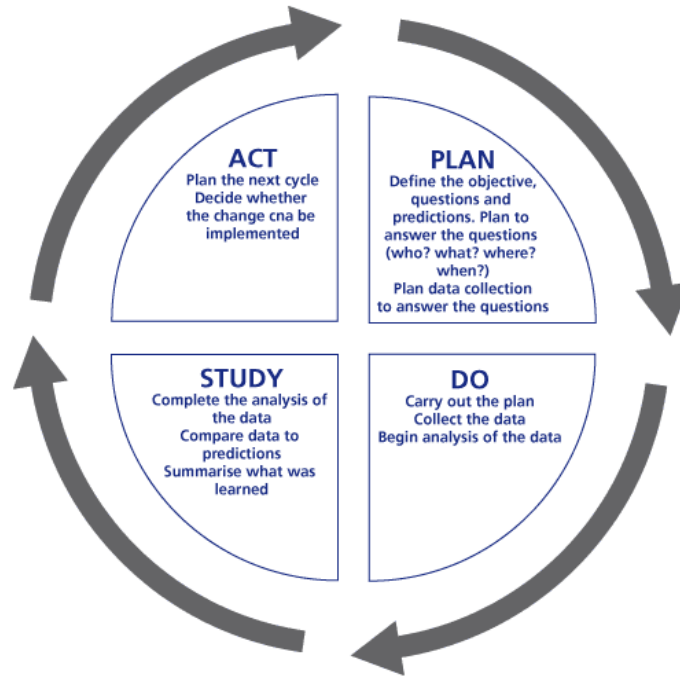 ACT
Plan the next cycle
Decide whether
the change cna be
implemented
PLAN
Define the objective,
questions and
predictions. Plan to
answer the questions
(who? what? where?
when?)
Plan data collection
to answer the questions
STUDY
Complete the analysis of
the data
Compare data to
predictions
Summarise what was
learned
DO
Carry out the plan
Collect the data
Begin analysis of the data